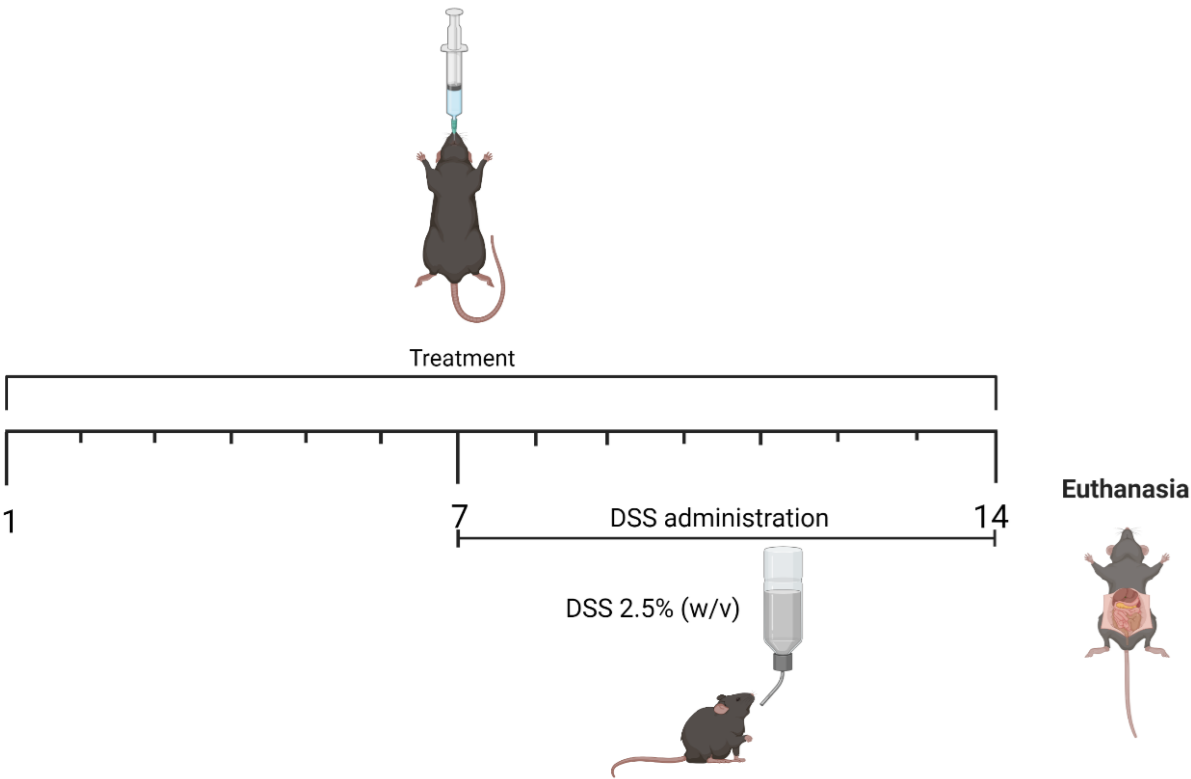 Treatment
1
7
14
DSS administration
Euthanasia
DSS 2.5% (w/v)